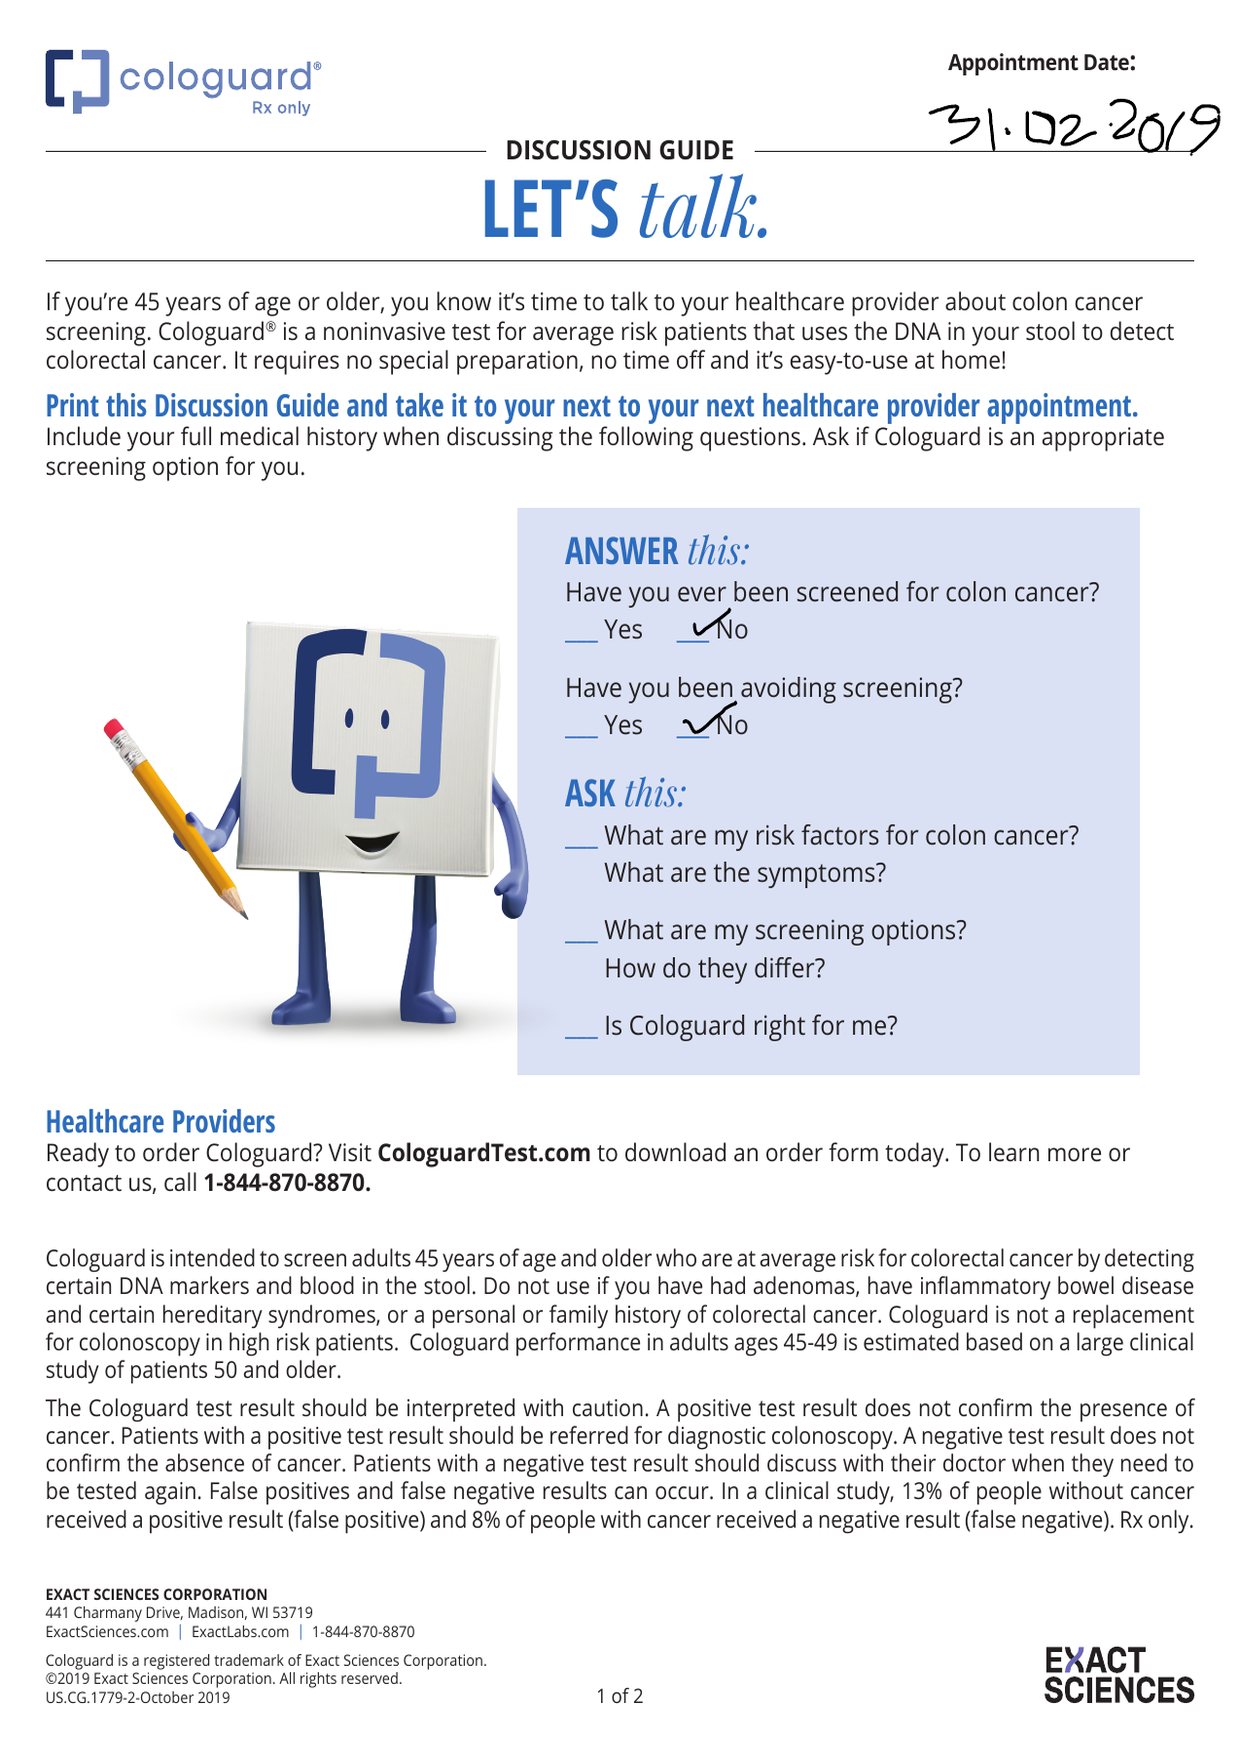 cologuard®
Rx only
Appointment Date:
31.02.2019
DISCUSSION GUIDE
LET’S talk.
If you’re 45 years of age or older, you know it’s time to talk to your healthcare provider about colon cancer
screening. Cologuard® is a noninvasive test for average risk patients that uses the DNA in your stool to detect
colorectal cancer. It requires no special preparation, no time off and it’s easy-to-use at home!
Print this Discussion Guide and take it to your next to your next healthcare provider appointment.
Include your full medical history when discussing the following questions. Ask if Cologuard is an appropriate
screening option for you.
ANSWER this:
Have you ever been screened for colon cancer?
___ Yes ___ ✓ No
Have you been avoiding screening?
___ Yes ___ ✓ No
ASK this:
___ What are my risk factors for colon cancer?
What are the symptoms?
___ What are my screening options?
How do they differ?
___ Is Cologuard right for me?
Healthcare Providers
Ready to order Cologuard? Visit CologuardTest.com to download an order form today. To learn more or
contact us, call 1-844-870-8870.
Cologuard is intended to screen adults 45 years of age and older who are at average risk for colorectal cancer by detecting
certain DNA markers and blood in the stool. Do not use if you have had adenomas, have inflammatory bowel disease
and certain hereditary syndromes, or a personal or family history of colorectal cancer. Cologuard is not a replacement
for colonoscopy in high risk patients. Cologuard performance in adults ages 45-49 is estimated based on a large clinical
study of patients 50 and older.
The Cologuard test result should be interpreted with caution. A positive test result does not confirm the presence of
cancer. Patients with a positive test result should be referred for diagnostic colonoscopy. A negative test result does not
confirm the absence of cancer. Patients with a negative test result should discuss with their doctor when they need to
be tested again. False positives and false negative results can occur. In a clinical study, 13% of people without cancer
received a positive result (false positive) and 8% of people with cancer received a negative result (false negative). Rx only.
EXACT SCIENCES CORPORATION
441 Charmany Drive, Madison, WI 53719
ExactSciences.com | ExactLabs.com | 1-844-870-8870
Cologuard is a registered trademark of Exact Sciences Corporation.
©2019 Exact Sciences Corporation. All rights reserved.
US.CG.1779-2-October 2019
1 of 2
EXACT
SCIENCES